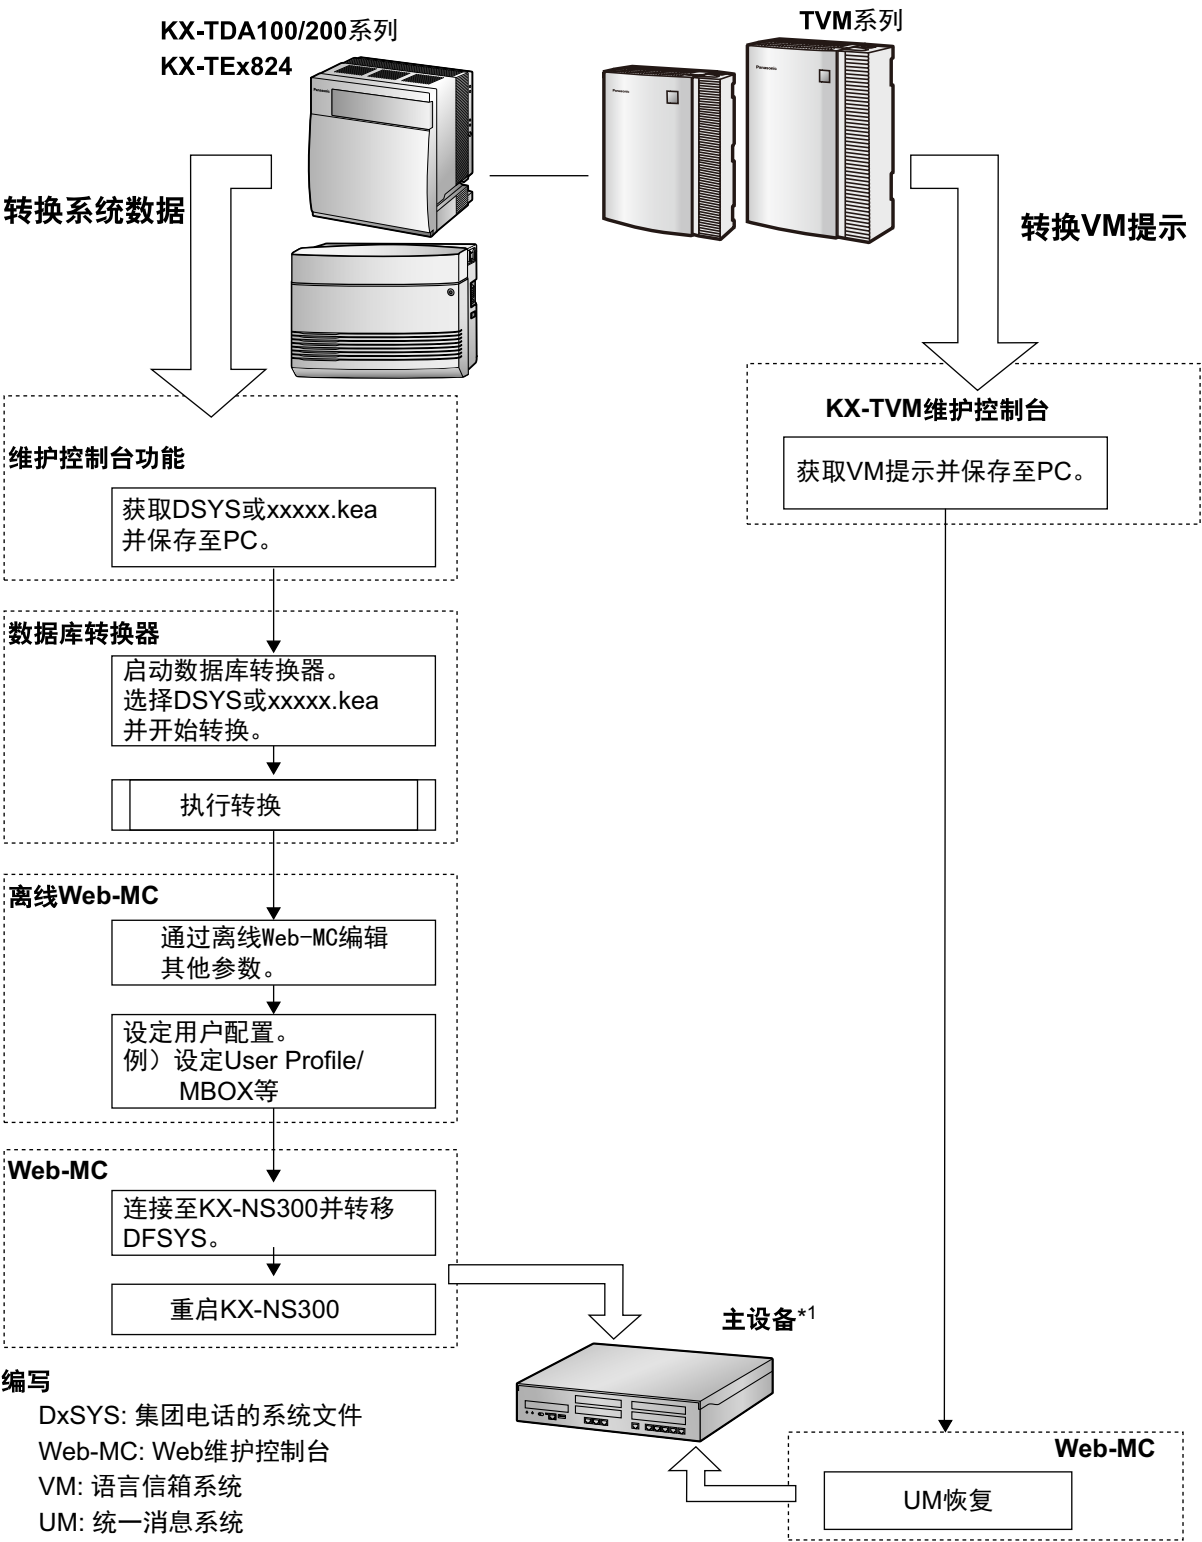 KX-TDA100/200系列
KX-TEx824
TVM系列
Panasonic
Panasonic
Panasonic
转换系统数据
转换VM提示
维护控制台功能
获取DSYS或xxxxx.kea
并保存至PC。
KX-TVM维护控制台
获取VM提示并保存至PC。
数据库转换器
启动数据库转换器。
选择DSYS或xxxxx.kea
并开始转换。
执行转换
离线Web-MC
通过离线Web-MC编辑
其他参数。
设定用户配置。
例）设定User Profile/
MBOX等
Web-MC
连接至KX-NS300并转移
DFSYS。
重启KX-NS300
主设备*1
编写
DxSYS: 集团电话的系统文件
Web-MC: Web维护控制台
VM: 语言信箱系统
UM: 统一消息系统
Web-MC
UM恢复